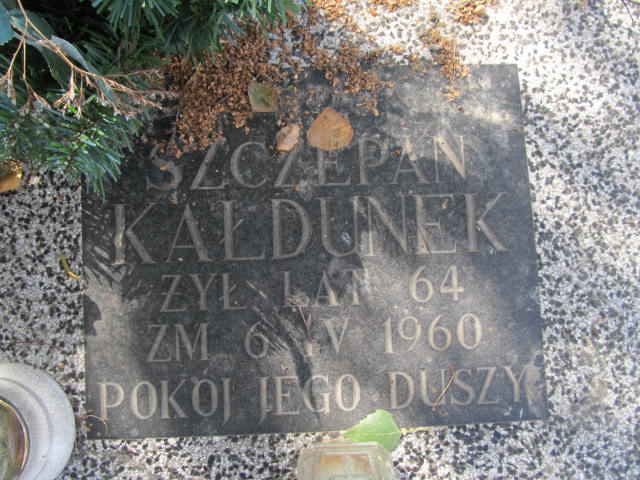 SZCZEPAN
KAŁDUNEK
ŻYŁ LAT 64
ZM 6 IV 1960
POKÓJ JEGO DUSZY